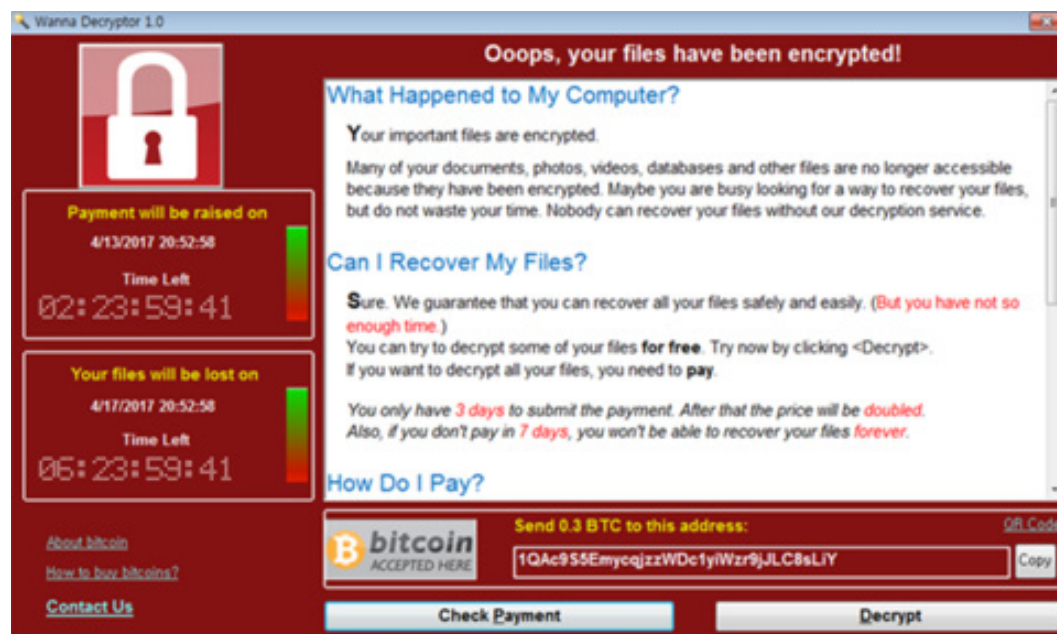 Wanna Decryptor 1.0
Ooops, your files have been encrypted!
What Happened to My Computer?
Your important files are encrypted.
Many of your documents, photos, videos, databases and other files are no longer accessible
because they have been encrypted. Maybe you are busy looking for a way to recover your files,
but do not waste your time. Nobody can recover your files without our decryption service.
Can I Recover My Files?
Sure. We guarantee that you can recover all your files safely and easily. (But you have not so
enough time.)
You can try to decrypt some of your files for free. Try now by clicking <Decrypt>.
If you want to decrypt all your files, you need to pay.
You only have 3 days to submit the payment. After that the price will be doubled.
Also, if you don't pay in 7 days, you won't be able to recover your files forever.
How Do I Pay?
Payment will be raised on
4/13/2017 20:52:58
Time Left
02:23:59:41
Your files will be lost on
4/17/2017 20:52:58
Time Left
06:23:59:41
About bitcoin
How to buy bitcoins?
Contact Us
bitcoin
ACCEPTED HERE
Send 0.3 BTC to this address:
QR Code
1QAc9S5EmycqjzzWDc1yiWzr9jJLC8sLiY
Copy
Check Payment
Decrypt